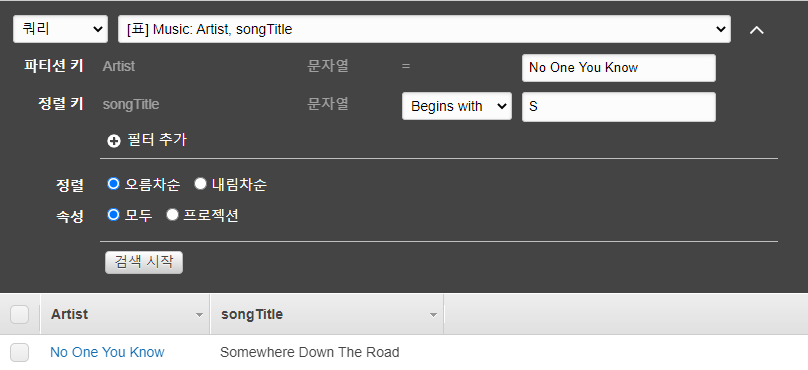 쿼리 [표] Music: Artist, songTitle
파티션 키 Artist 문자열 = No One You Know
정렬 키 songTitle 문자열 Begins with S
필터 추가
정렬 오름차순 내림차순
속성 모두 프로젝션
검색 시작
Artist songTitle
No One You Know Somewhere Down The Road